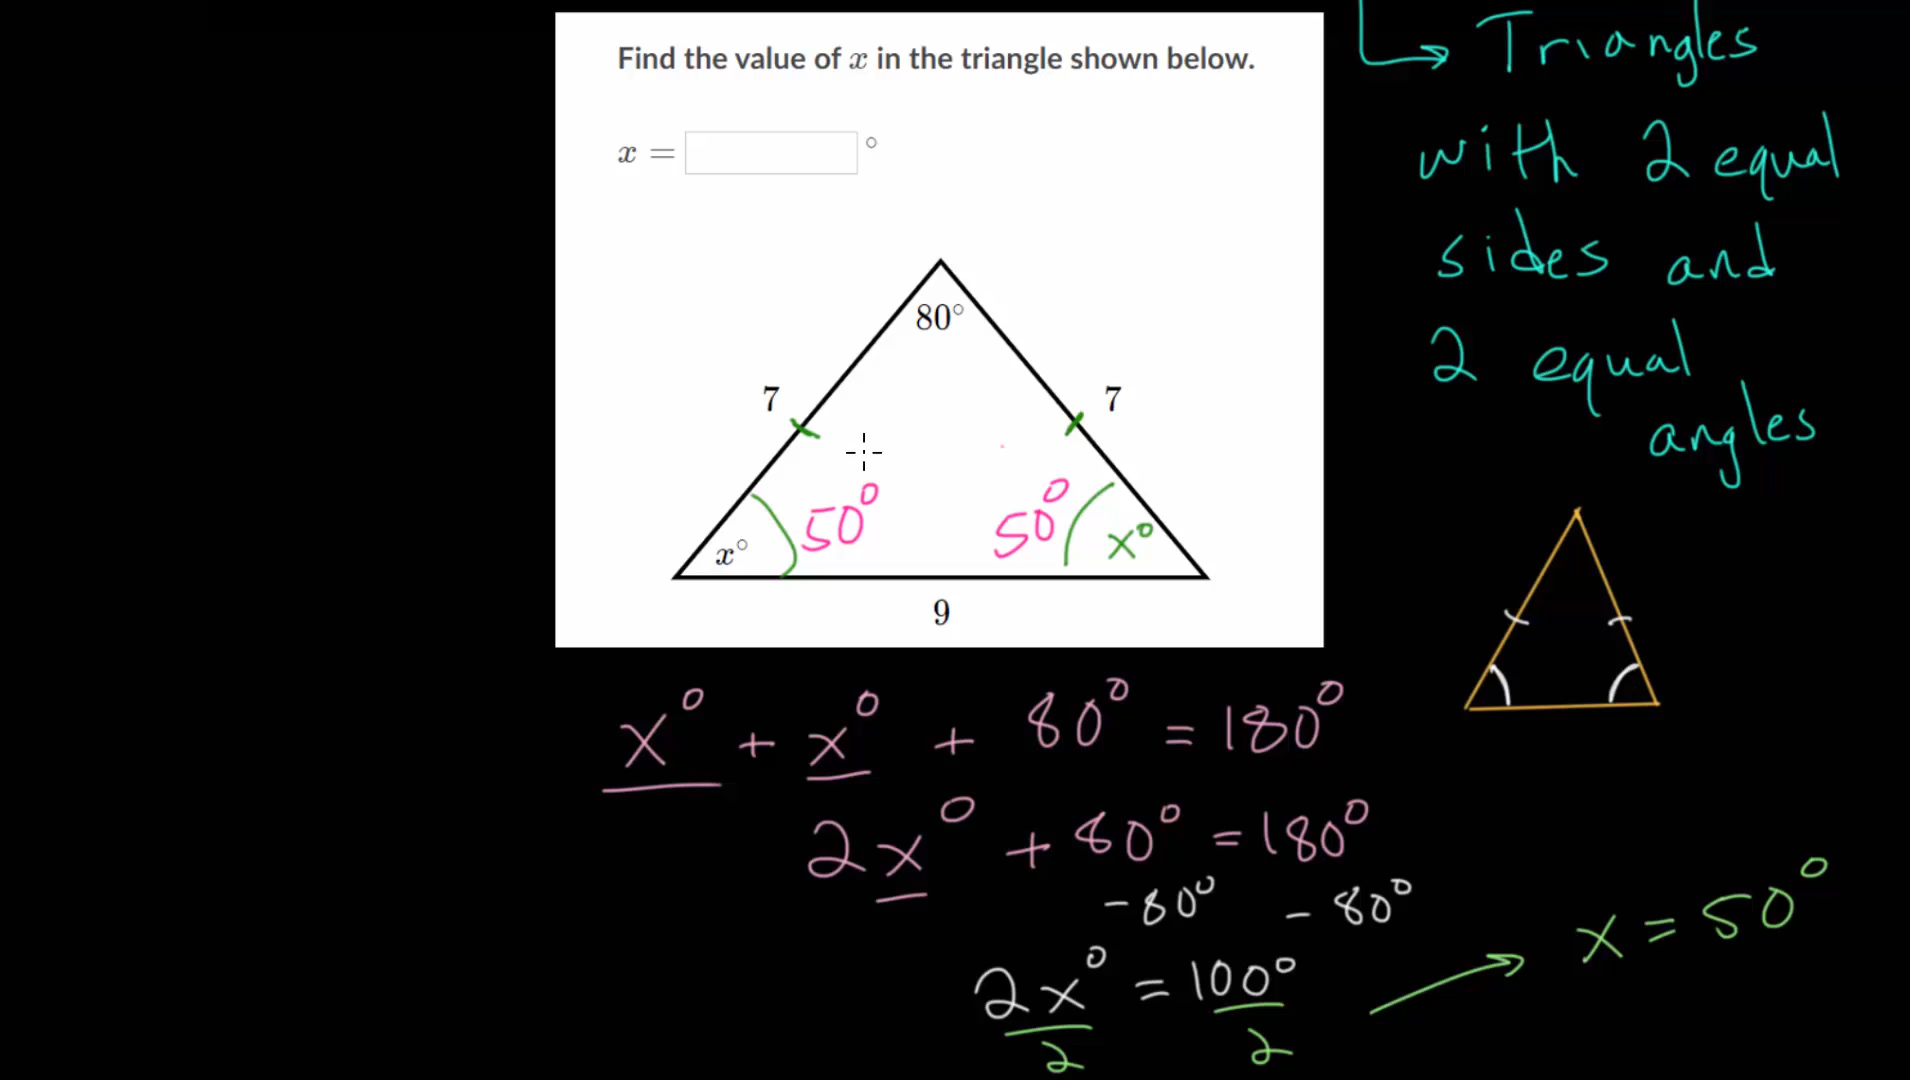 Find the value of x in the triangle shown below.
x = °
80°
7
7
50°
50°
x°
x°
9
x° + x° + 80° = 180°
2x° + 80° = 180°
-80° - 80°
2x° = 100°
2 2
x = 50°
Triangles
with 2 equal
sides and
2 equal
angles